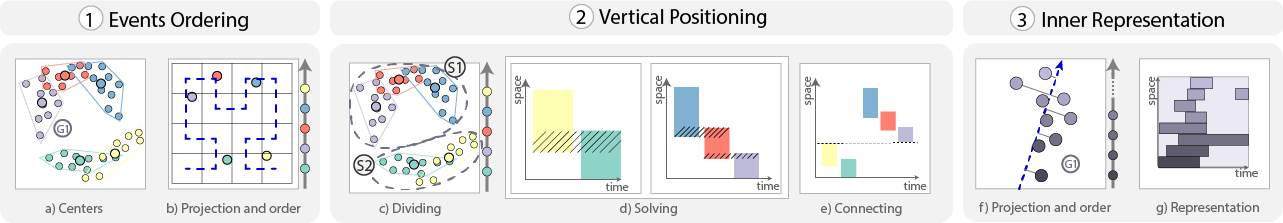 1 Events Ordering
2 Vertical Positioning
3 Inner Representation
G1
a) Centers
b) Projection and order
S1
S2
c) Dividing
space
time
space
time
d) Solving
space
time
e) Connecting
G1
f) Projection and order
space
time
g) Representation